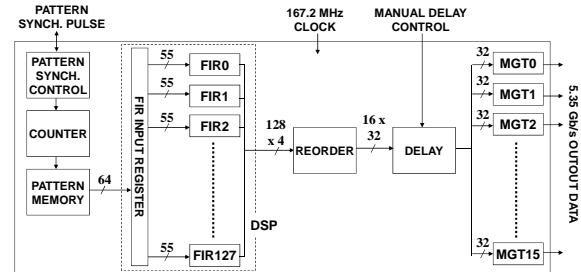 PATTERN
SYNCH. PULSE
167.2 MHz
CLOCK
MANUAL DELAY
CONTROL
PATTERN
SYNCH.
CONTROL
COUNTER
PATTERN
MEMORY
64
FIR INPUT REGISTER
55
FIR0
55
FIR1
55
FIR2
55
FIR127
DSP
128
x 4
REORDER
16 x
32
DELAY
32
MGT0
32
MGT1
32
MGT2
32
MGT15
5.35 Gb/s OUTOUT DATA